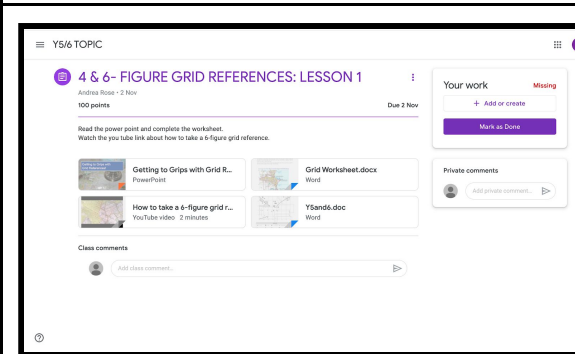 Y5/6 TOPIC
4 & 6- FIGURE GRID REFERENCES: LESSON 1
Andrea Rose • 2 Nov
100 points
Due 2 Nov
Read the power point and complete the worksheet.
Watch the you tube link about how to take a 6-figure grid reference.
Getting to Grips with Grid R...
PowerPoint
Grid Worksheet.docx
Word
How to take a 6-figure grid r...
YouTube video 2 minutes
Y5and6.doc
Word
Class comments
Add class comment...
Your work
Missing
+ Add or create
Mark as Done
Private comments
Add private comment...